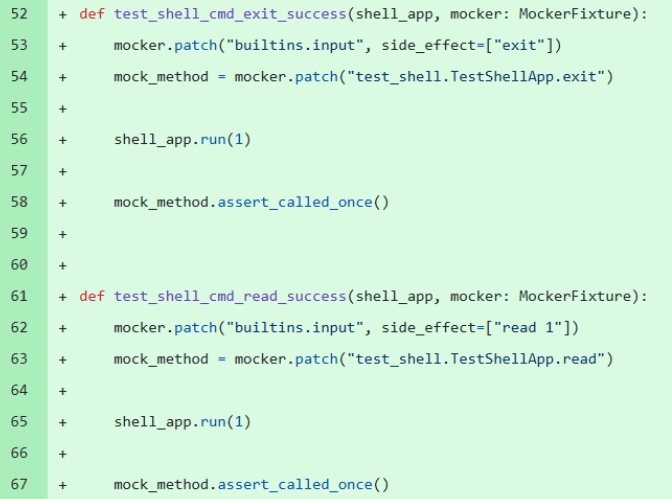 52 + def test_shell_cmd_exit_success(shell_app, mocker: MockerFixture):
53 +     mocker.patch("builtins.input", side_effect=["exit"])
54 +     mock_method = mocker.patch("test_shell.TestShellApp.exit")
55 +
56 +     shell_app.run(1)
57 +
58 +     mock_method.assert_called_once()
59 +
60 +
61 + def test_shell_cmd_read_success(shell_app, mocker: MockerFixture):
62 +     mocker.patch("builtins.input", side_effect=["read 1"])
63 +     mock_method = mocker.patch("test_shell.TestShellApp.read")
64 +
65 +     shell_app.run(1)
66 +
67 +     mock_method.assert_called_once()